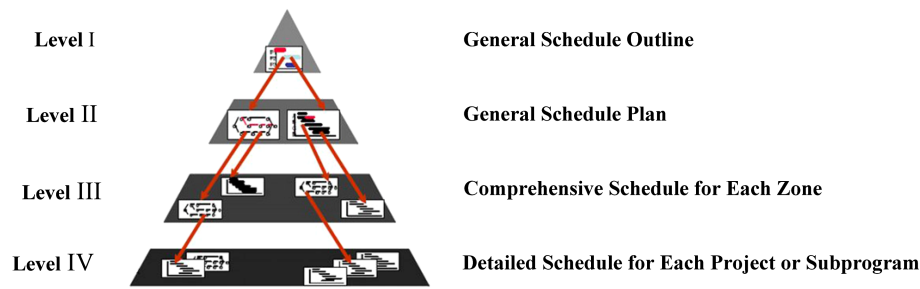 Level Ⅰ General Schedule Outline
Level Ⅱ General Schedule Plan
Level Ⅲ Comprehensive Schedule for Each Zone
Level Ⅳ Detailed Schedule for Each Project or Subprogram